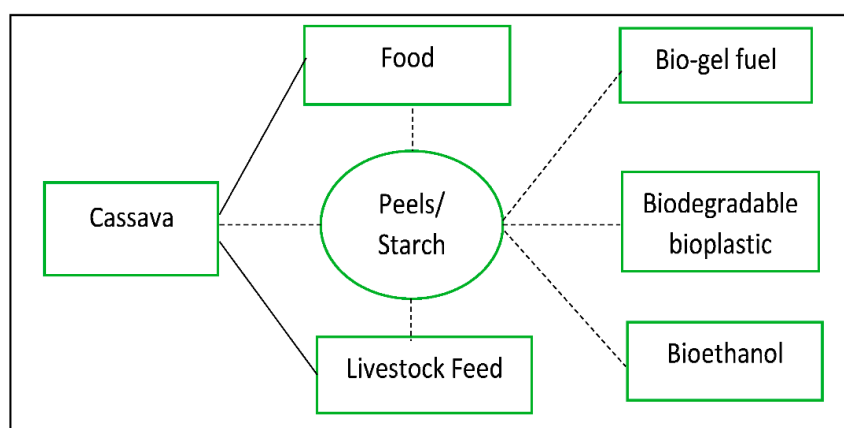 Food
Bio-gel fuel
Cassava
Peels/
Starch
Biodegradable
bioplastic
Livestock Feed
Bioethanol